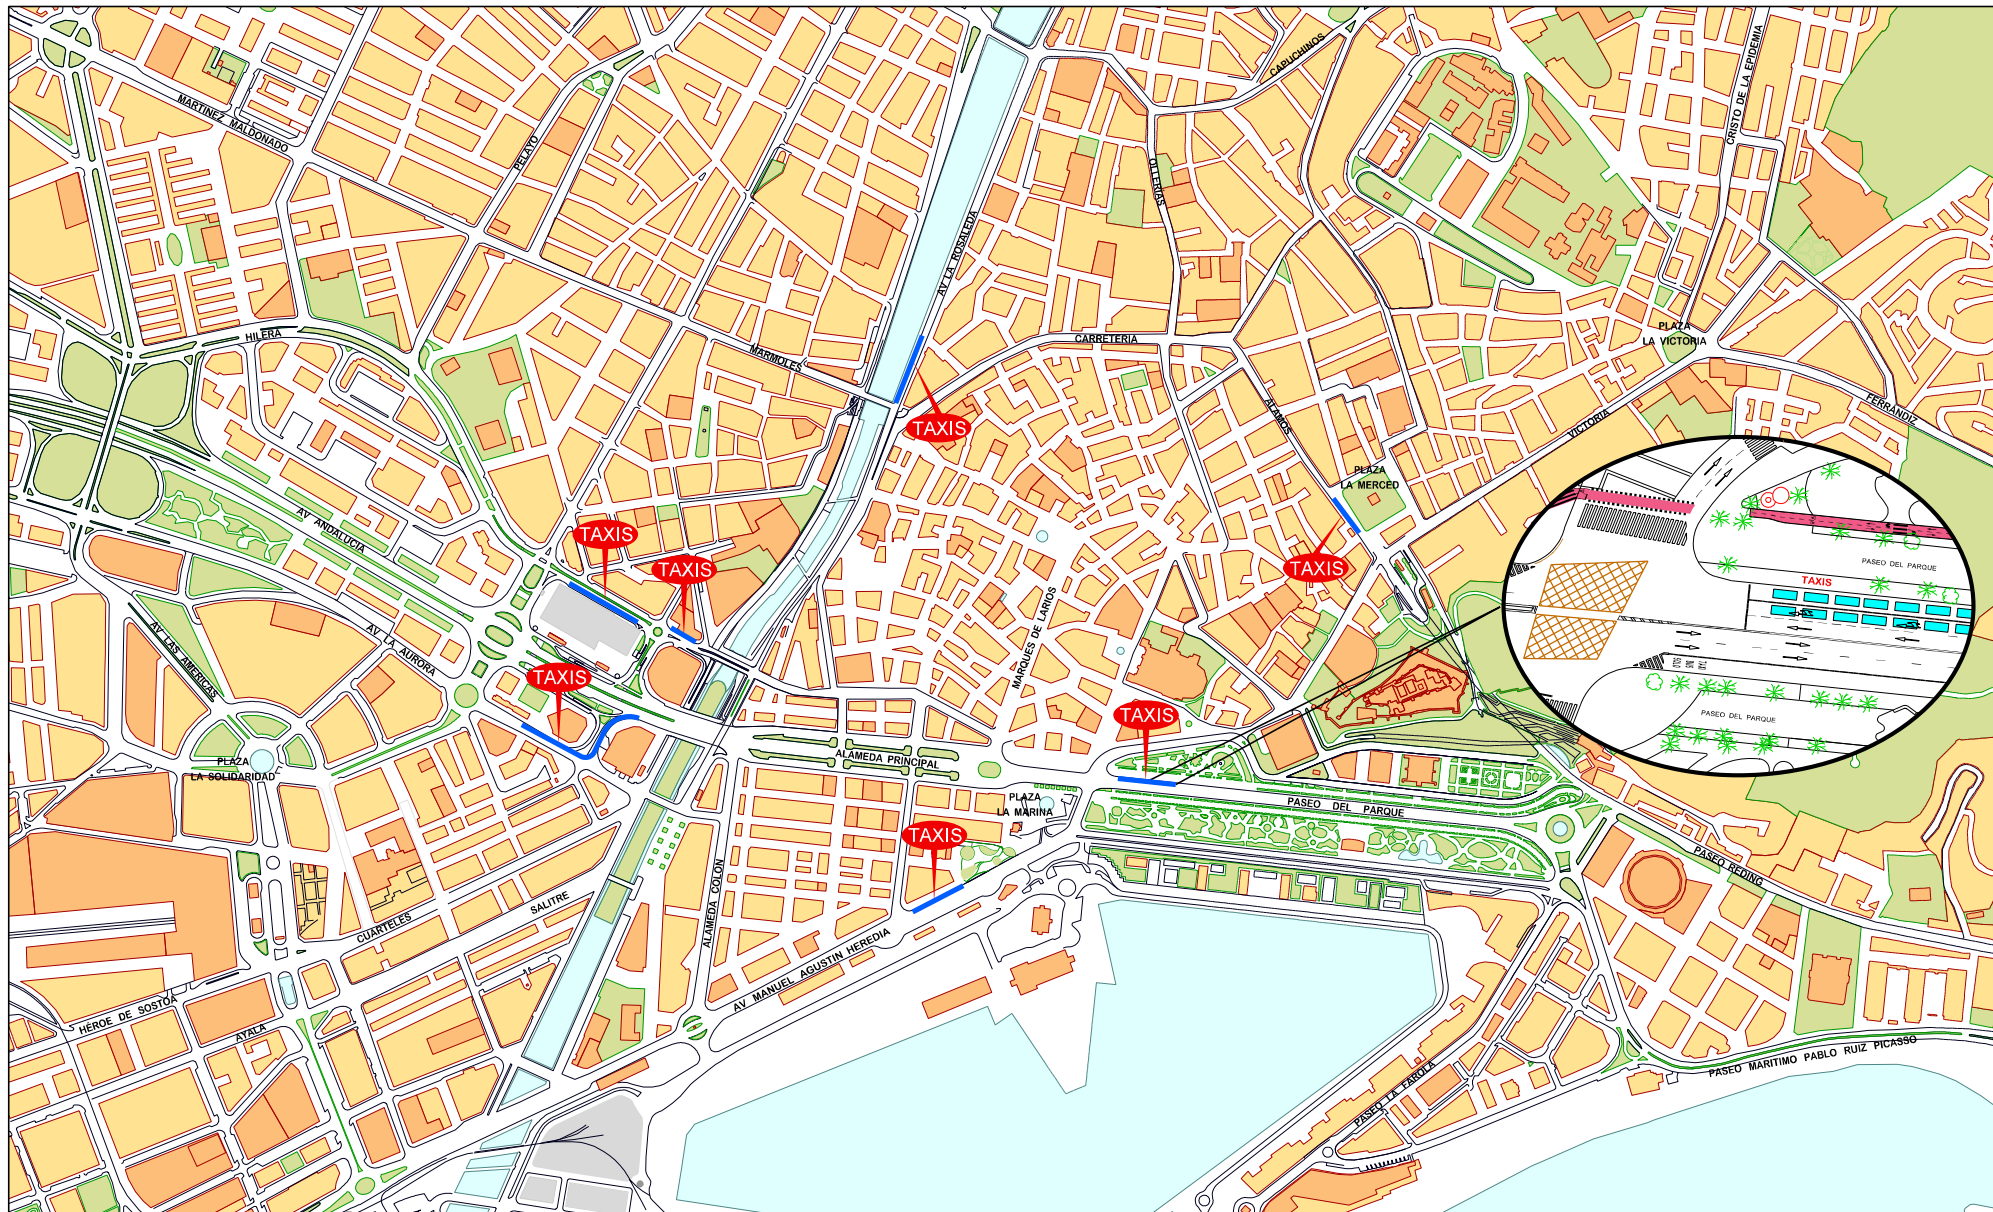 CAPUCHINOS
CRISTO DE LA EPIDEMIA
MARTINEZ MALDONADO
PELAYO
OLLERIAS
AV LA ROSALEDA
HILERA
MARMOLES
CARRETERIA
PLAZA
LA VICTORIA
ALAMOS
VICTORIA
FERRANDIZ
TAXIS
PLAZA
LA MERCED
AV ANDALUCIA
TAXIS
TAXIS
TAXIS
PASEO DEL PARQUE
TAXIS
SOLO
BUS
TAXI
PASEO DEL PARQUE
AV LAS AMERICAS
AV LA AURORA
MARQUES DE LARIOS
TAXIS
TAXIS
PLAZA
LA SOLIDARIDAD
ALAMEDA PRINCIPAL
PLAZA
LA MARINA
PASEO DEL PARQUE
TAXIS
PASEO REDING
CUARTELES
SALITRE
ALAMEDA COLON
AV MANUEL AGUSTIN HEREDIA
HÉROE DE SOSTOA
AYALA
PASEO LA FAROLA
PASEO MARITIMO PABLO RUIZ PICASSO